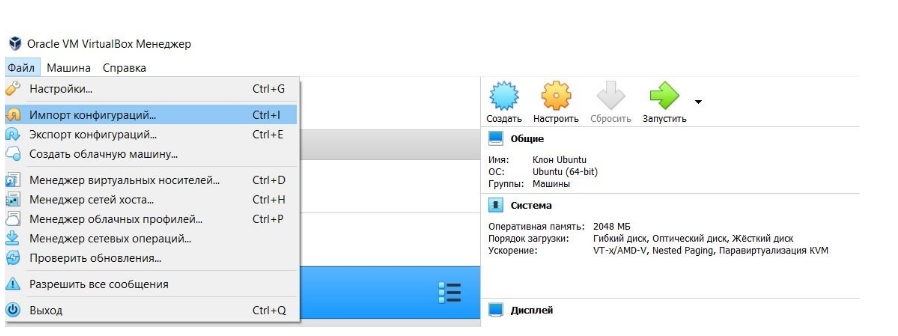 Oracle VM VirtualBox Менеджер
Файл Машина Справка
Настройки... Ctrl+G
Импорт конфигураций... Ctrl+I
Экспорт конфигураций... Ctrl+E
Создать облачную машину...
Менеджер виртуальных носителей... Ctrl+D
Менеджер сетей хоста... Ctrl+H
Менеджер облачных профилей... Ctrl+P
Менеджер сетевых операций...
Проверить обновления...
Разрешить все сообщения
Выход Ctrl+Q
Создать Настроить Сбросить Запустить
Общие
Имя: Клон Ubuntu
ОС: Ubuntu (64-bit)
Группы: Машины
Система
Оперативная память: 2048 МБ
Порядок загрузки: Гибкий диск, Оптический диск, Жёсткий диск
Ускорение: VT-x/AMD-V, Nested Paging, Паравиртуализация KVM
Дисплей